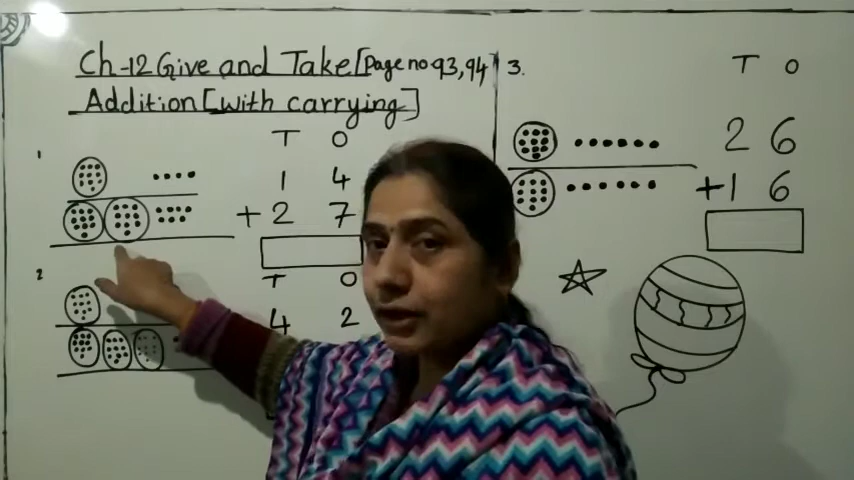 Ch-12 Give and Take [Page no 93,94]
Addition [with carrying]
1
T O
1 4
+ 2 7
2
T O
4 2
3.
T O
2 6
+1 6